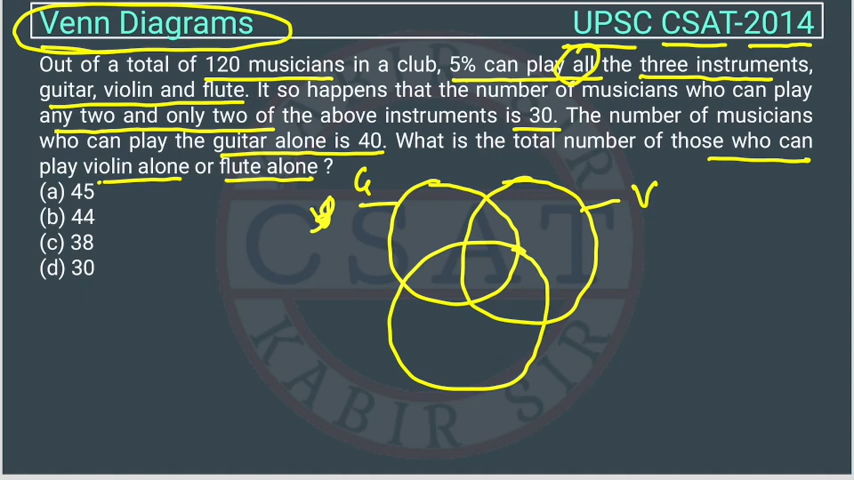 Venn Diagrams
UPSC CSAT-2014
Out of a total of 120 musicians in a club, 5% can play all the three instruments,
guitar, violin and flute. It so happens that the number of musicians who can play
any two and only two of the above instruments is 30. The number of musicians
who can play the guitar alone is 40. What is the total number of those who can
play violin alone or flute alone ?
(a) 45
(b) 44
(c) 38
(d) 30
G
V
CSAT
KABIR SIR